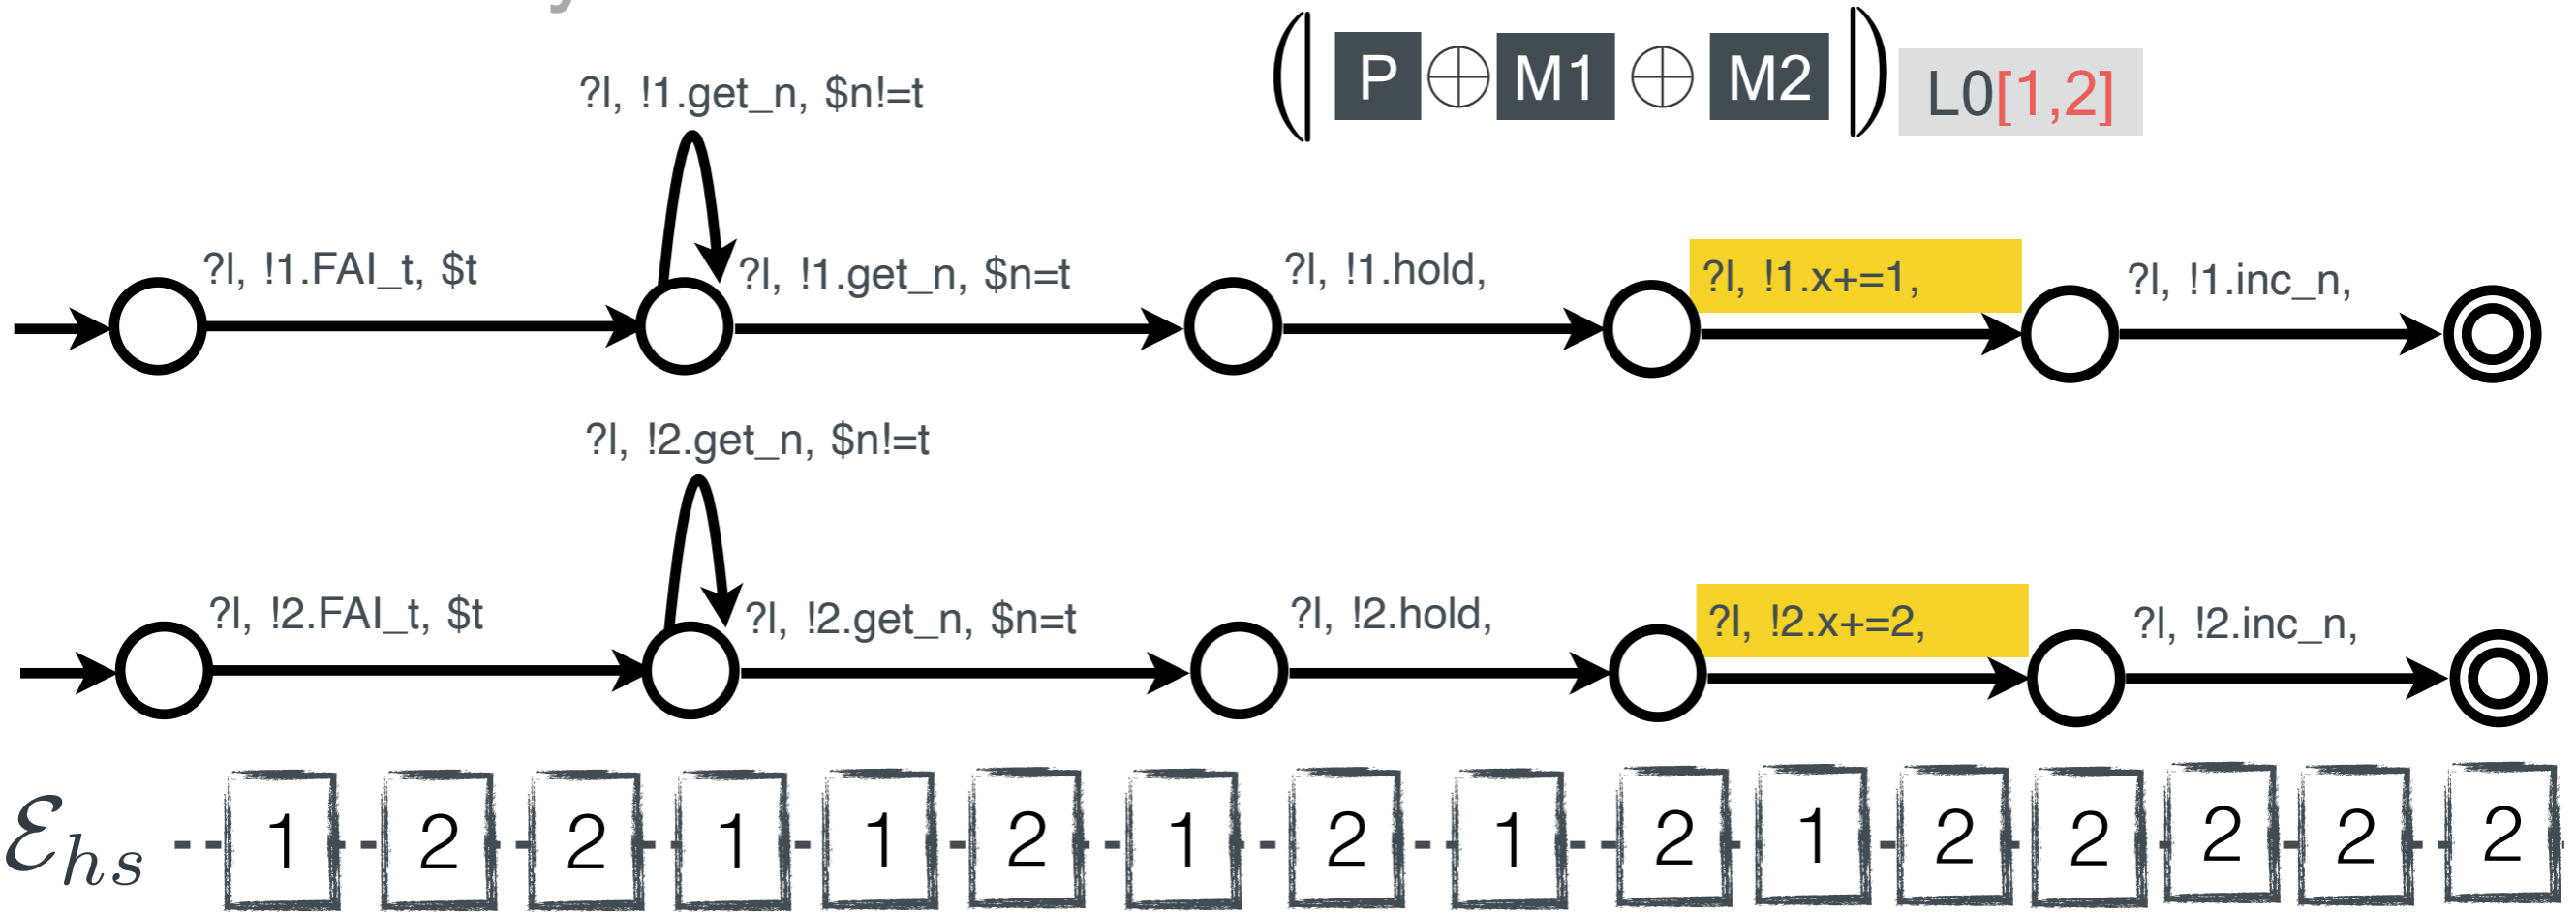 P ⊕ M1 ⊕ M2 L0[1,2]
?l, !1.get_n, $n!=t
?l, !1.FAI_t, $t
?l, !1.get_n, $n=t
?l, !1.hold,
?l, !1.x+=1,
?l, !1.inc_n,
?l, !2.get_n, $n!=t
?l, !2.FAI_t, $t
?l, !2.get_n, $n=t
?l, !2.hold,
?l, !2.x+=2,
?l, !2.inc_n,
ℰhs 1 2 2 1 1 2 1 2 1 2 1 2 2 2 2 2